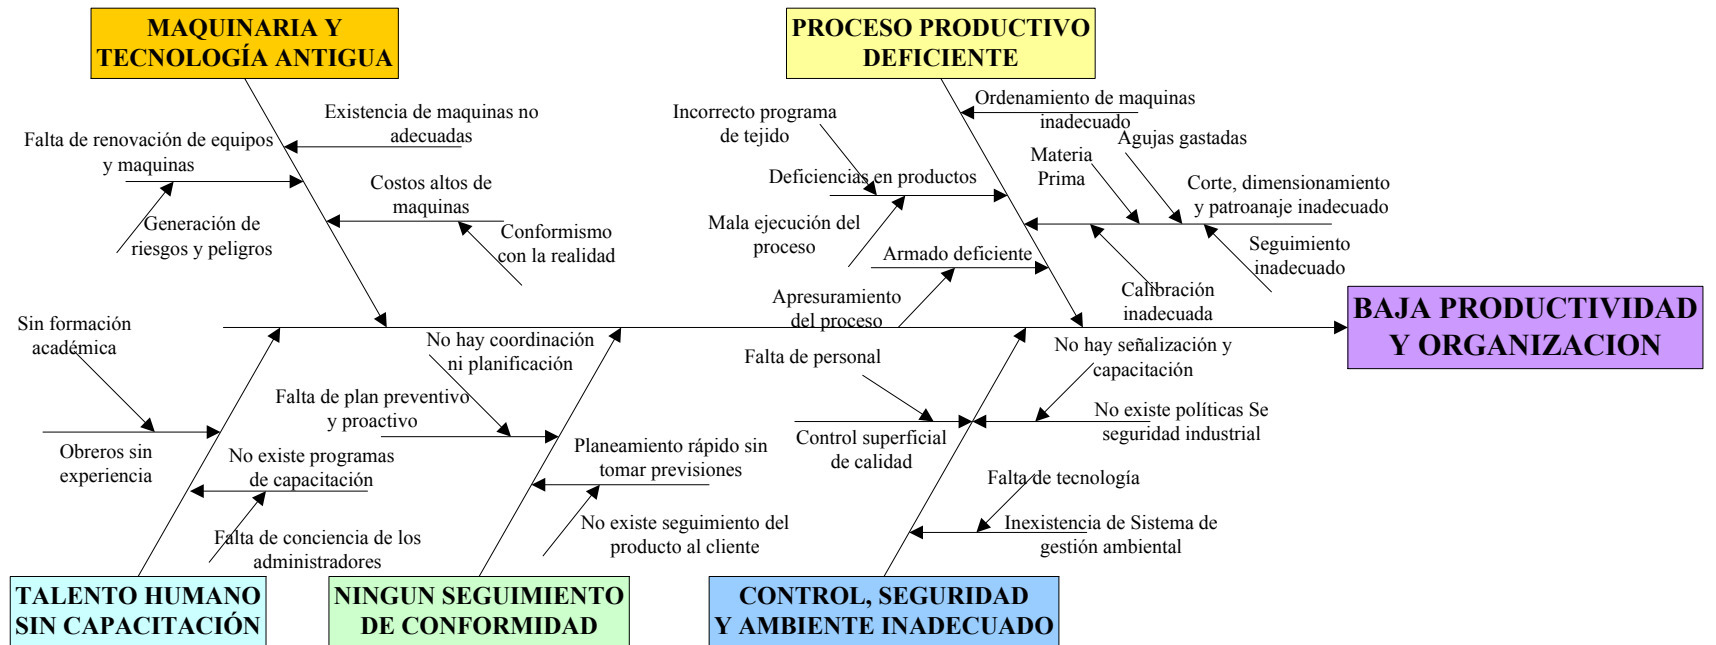 MAQUINARIA Y
TECNOLOGÍA ANTIGUA
PROCESO PRODUCTIVO
DEFICIENTE
Existencia de maquinas no
adecuadas
Falta de renovación de equipos
y maquinas
Costos altos de
maquinas
Generación de
riesgos y peligros
Conformismo
con la realidad
Ordenamiento de maquinas
inadecuado
Incorrecto programa
de tejido
Agujas gastadas
Materia
Prima
Deficiencias en productos
Corte, dimensionamiento
y patroanaje inadecuado
Mala ejecución del
proceso
Armado deficiente
Seguimiento
inadecuado
Apresuramiento
del proceso
Calibración
inadecuada
BAJA PRODUCTIVIDAD
Y ORGANIZACION
Sin formación
académica
No hay coordinación
ni planificación
Falta de personal
No hay señalización y
capacitación
Falta de plan preventivo
y proactivo
Obreros sin
experiencia
No existe programas
de capacitación
Planeamiento rápido sin
tomar previsiones
Control superficial
de calidad
No existe políticas Se
seguridad industrial
Falta de tecnología
Falta de conciencia de los
administradores
No existe seguimiento del
producto al cliente
Inexistencia de Sistema de
gestión ambiental
TALENTO HUMANO
SIN CAPACITACIÓN
NINGUN SEGUIMIENTO
DE CONFORMIDAD
CONTROL, SEGURIDAD
Y AMBIENTE INADECUADO